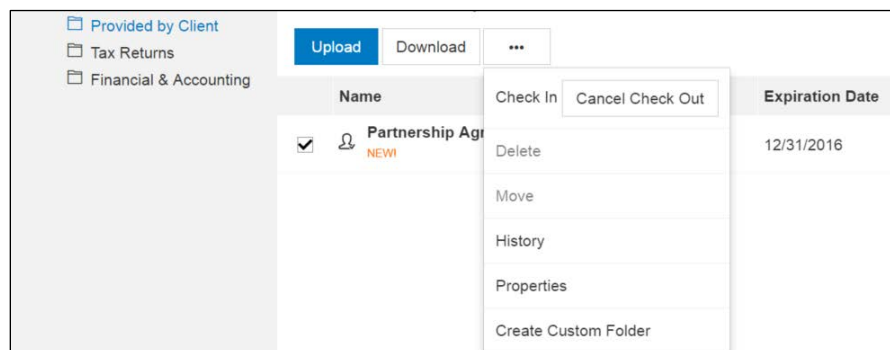 Provided by Client
Tax Returns
Financial & Accounting
Upload Download •••
Name Expiration Date
Check In Cancel Check Out
Partnership
NEW!
12/31/2016
Delete
Move
History
Properties
Create Custom Folder